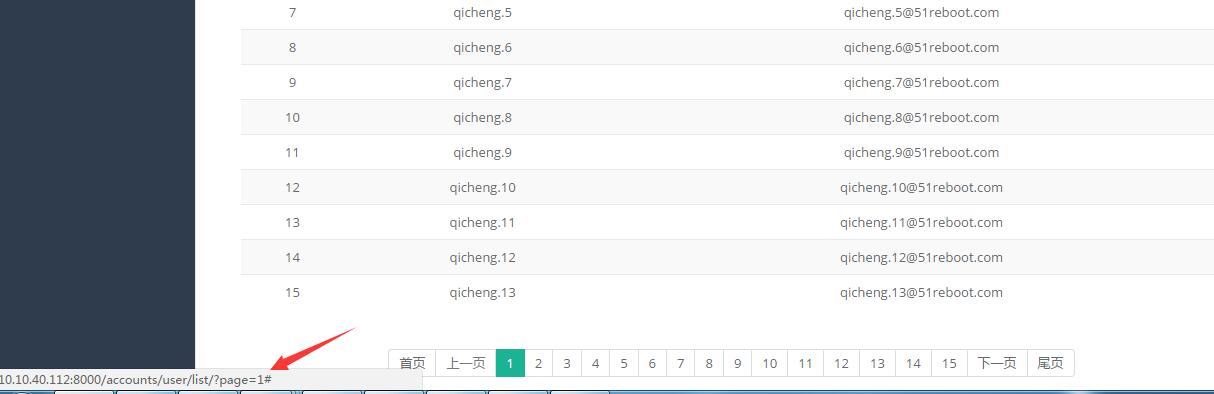 7 qicheng.5 qicheng.5@51reboot.com
8 qicheng.6 qicheng.6@51reboot.com
9 qicheng.7 qicheng.7@51reboot.com
10 qicheng.8 qicheng.8@51reboot.com
11 qicheng.9 qicheng.9@51reboot.com
12 qicheng.10 qicheng.10@51reboot.com
13 qicheng.11 qicheng.11@51reboot.com
14 qicheng.12 qicheng.12@51reboot.com
15 qicheng.13 qicheng.13@51reboot.com
首页 上一页 1 2 3 4 5 6 7 8 9 10 11 12 13 14 15 下一页 尾页
10.10.40.112:8000/accounts/user/list/?page=1#